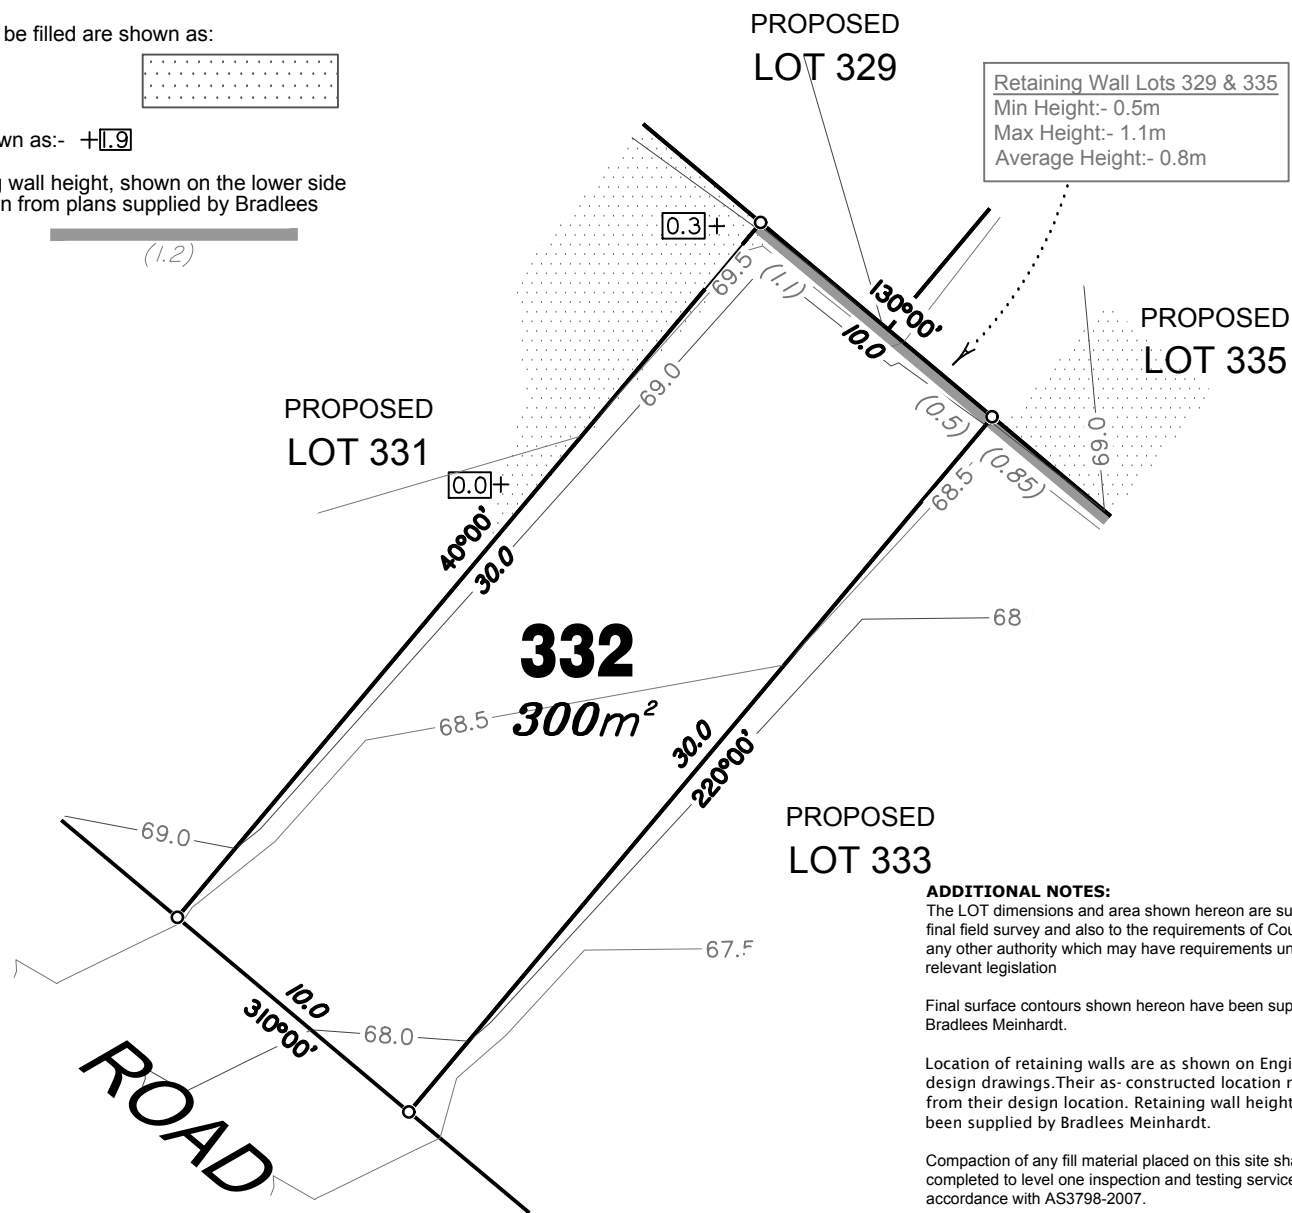 be filled are shown as:
wn as:- +1.9
g wall height, shown on the lower side
n from plans supplied by Bradlees
(1.2)
PROPOSED
LOT 329
Retaining Wall Lots 329 & 335
Min Height:- 0.5m
Max Height:- 1.1m
Average Height:- 0.8m
0.3+
69.5
(1.1)
130°00'
10.0
PROPOSED
LOT 335
69.0
(0.5)
(0.85)
69.0
68.5
PROPOSED
LOT 331
0.0+
40°00'
30.0
332
300m²
68
68.5
30.0
220°00'
PROPOSED
LOT 333
69.0
67.5
10.0
310°00'
68.0
ROAD
ADDITIONAL NOTES:
The LOT dimensions and area shown hereon are su
final field survey and also to the requirements of Cou
any other authority which may have requirements un
relevant legislation
Final surface contours shown hereon have been sup
Bradlees Meinhardt.
Location of retaining walls are as shown on Engi
design drawings.Their as- constructed location
from their design location. Retaining wall height
been supplied by Bradlees Meinhardt.
Compaction of any fill material placed on this site sha
completed to level one inspection and testing service
accordance with AS3798-2007.